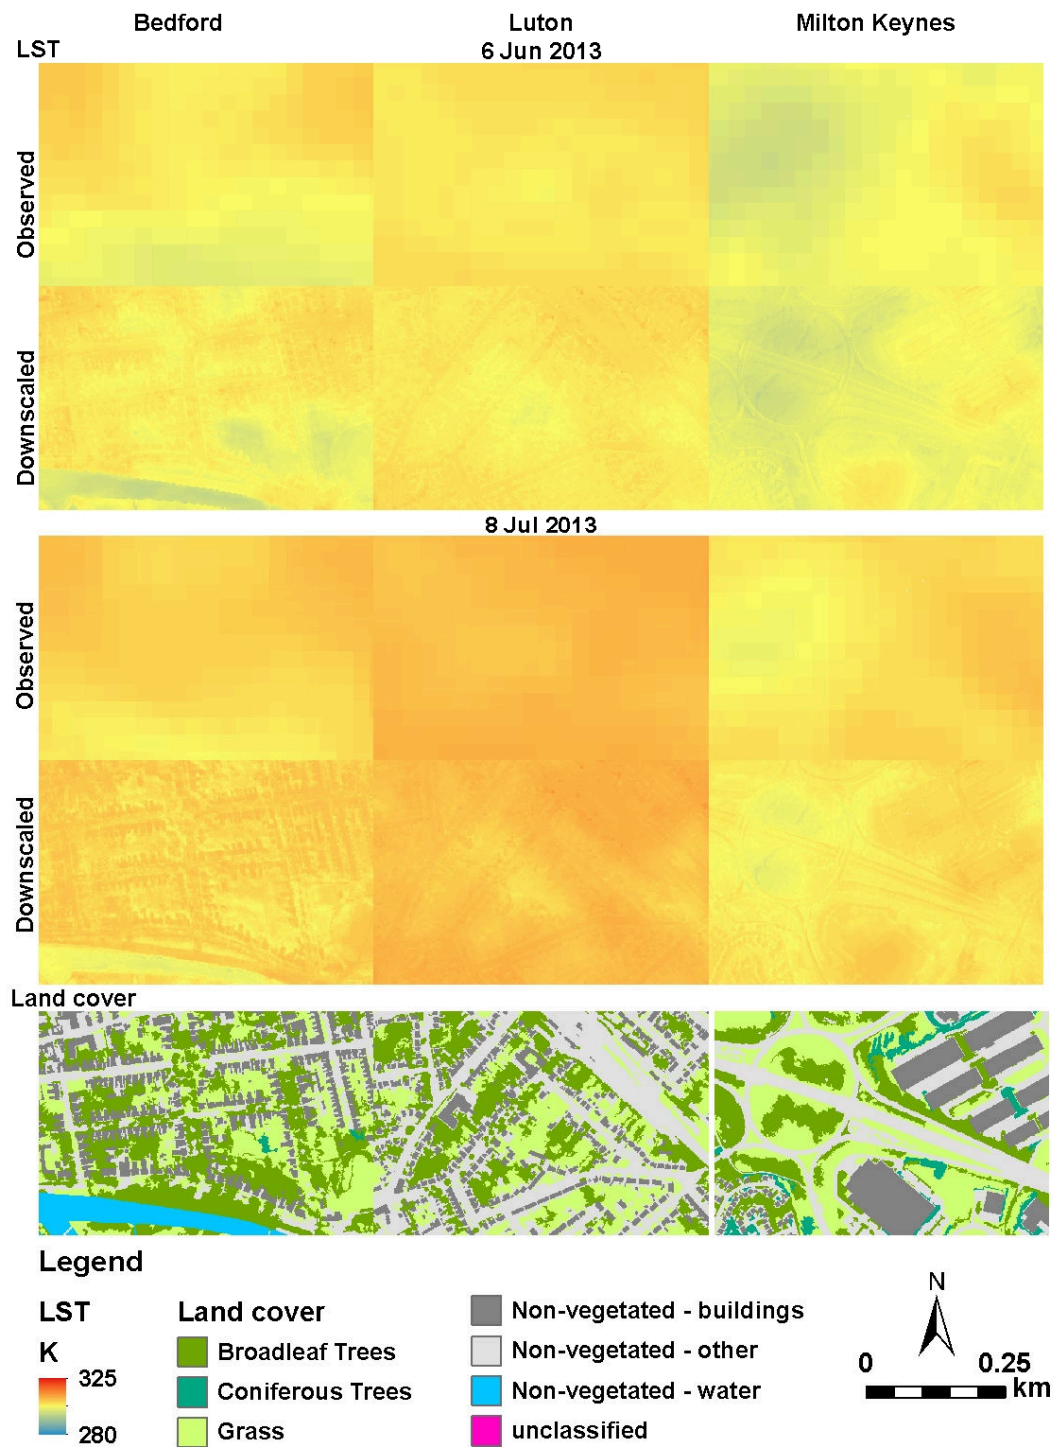 Bedford Luton Milton Keynes
LST 6 Jun 2013
Observed
Downscaled
8 Jul 2013
Observed
Downscaled
Land cover
Legend
LST
K
325
280
Land cover
Broadleaf Trees
Coniferous Trees
Grass
Non-vegetated - buildings
Non-vegetated - other
Non-vegetated - water
unclassified
N
0 0.25
km